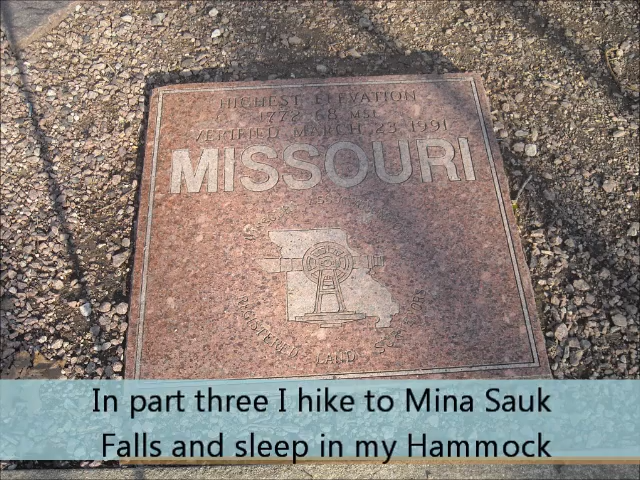 HIGHEST ELEVATION
1772.68 MSL
VERIFIED MARCH 23 1991
MISSOURI
REGISTERED LAND SURVEYORS
In part three I hike to Mina Sauk
Falls and sleep in my Hammock